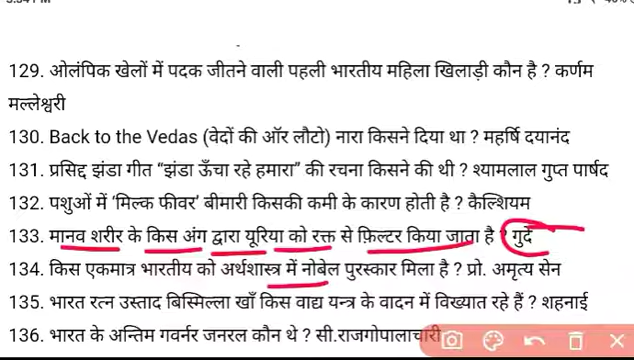 129. ओलंपिक खेलों में पदक जीतने वाली पहली भारतीय महिला खिलाड़ी कौन है ? कर्णम
मल्लेश्वरी
130. Back to the Vedas (वेदों की ऑर लौटो) नारा किसने दिया था ? महर्षि दयानंद
131. प्रसिद्द झंडा गीत “झंडा ऊँचा रहे हमारा” की रचना किसने की थी ? श्यामलाल गुप्त पार्षद
132. पशुओं में ‘मिल्क फीवर’ बीमारी किसकी कमी के कारण होती है ? कैल्शियम
133. मानव शरीर के किस अंग द्वारा यूरिया को रक्त से फ़िल्टर किया जाता है ? गुर्दे
134. किस एकमात्र भारतीय को अर्थशास्त्र में नोबेल पुरस्कार मिला है ? प्रो. अमृत्य सेन
135. भारत रत्न उस्ताद बिस्मिल्ला खाँ किस वाद्य यन्त्र के वादन में विख्यात रहे हैं ? शहनाई
136. भारत के अन्तिम गवर्नर जनरल कौन थे ? सी.राजगोपालाचारी